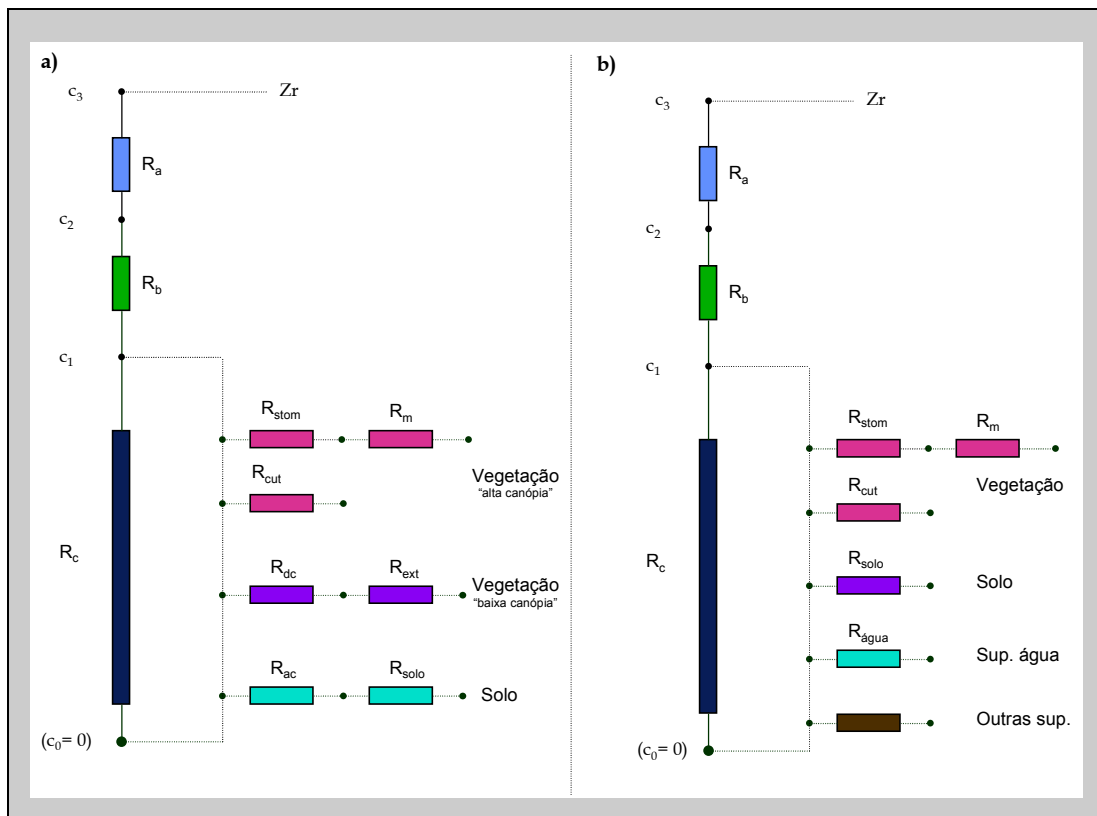 a)
c3 Zr
Ra
c2
Rb
c1
Rstom Rm
Vegetação
“alta canópia”
Rcut
Rc
Rdc Rext
Vegetação
“baixa canópia”
Rac Rsolo
Solo
(c0= 0)
b)
c3 Zr
Ra
c2
Rb
c1
Rstom Rm
Vegetação
Rcut
Rc
Rsolo
Solo
Rágua
Sup. água
Outras sup.
(c0= 0)